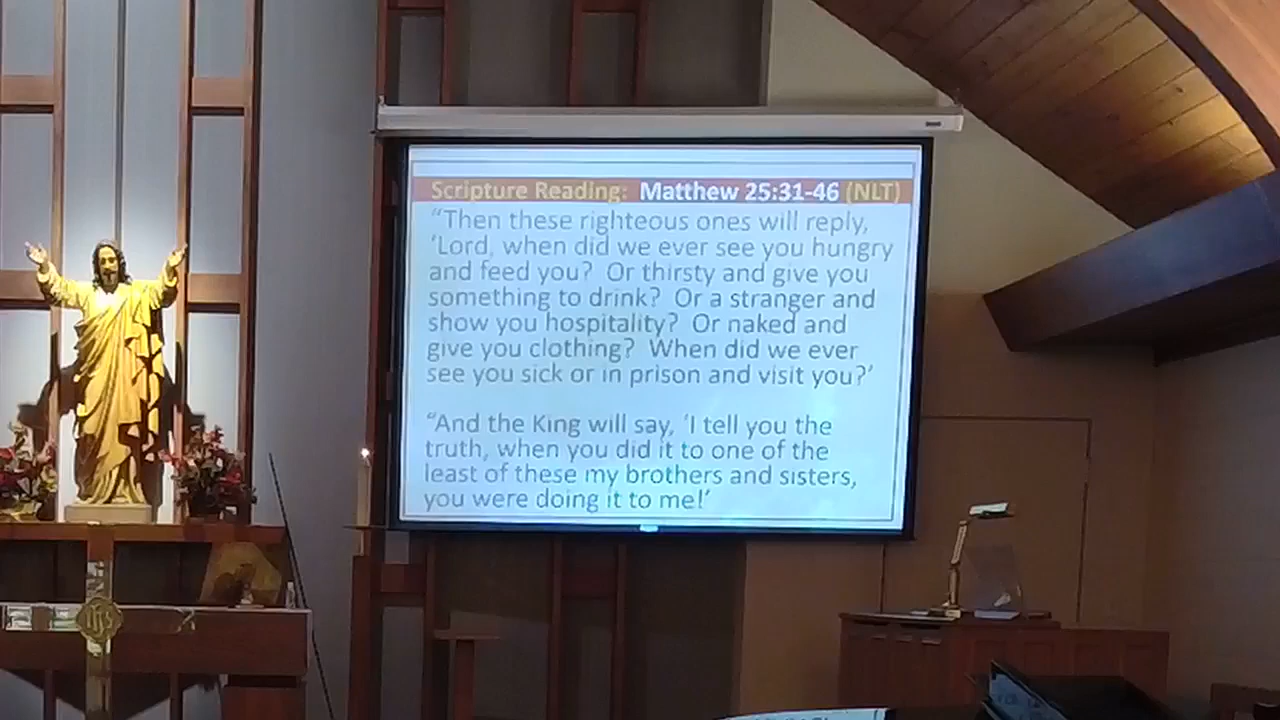 Scripture Reading: Matthew 25:31-46 (NLT)
“Then these righteous ones will reply,
‘Lord, when did we ever see you hungry
and feed you? Or thirsty and give you
something to drink? Or a stranger and
show you hospitality? Or naked and
give you clothing? When did we ever
see you sick or in prison and visit you?’
“And the King will say, ‘I tell you the
truth, when you did it to one of the
least of these my brothers and sisters,
you were doing it to me!’
IHS